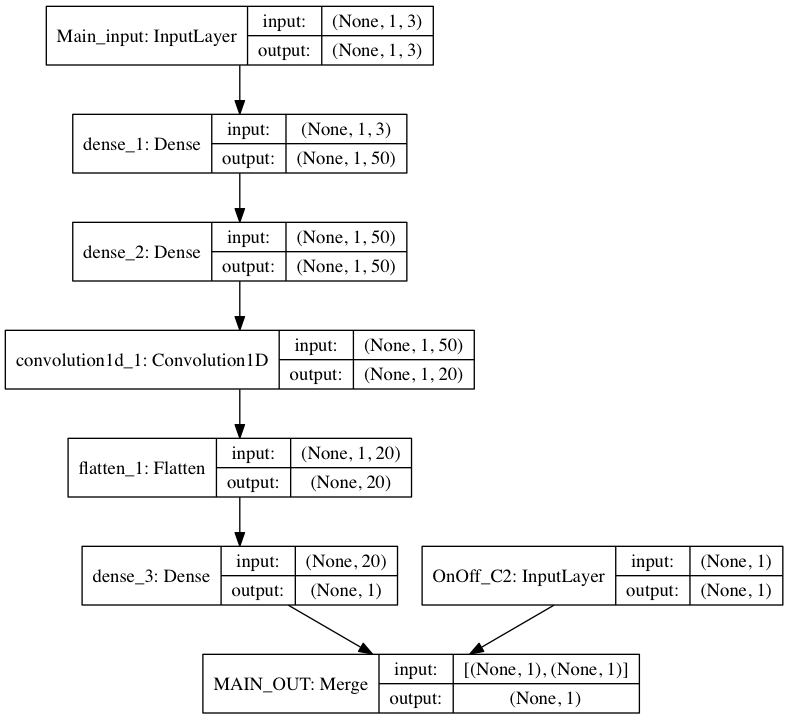 Main_input: InputLayer
input: (None, 1, 3)
output: (None, 1, 3)
dense_1: Dense
input: (None, 1, 3)
output: (None, 1, 50)
dense_2: Dense
input: (None, 1, 50)
output: (None, 1, 50)
convolution1d_1: Convolution1D
input: (None, 1, 50)
output: (None, 1, 20)
flatten_1: Flatten
input: (None, 1, 20)
output: (None, 20)
dense_3: Dense
input: (None, 20)
output: (None, 1)
OnOff_C2: InputLayer
input: (None, 1)
output: (None, 1)
MAIN_OUT: Merge
input: [(None, 1), (None, 1)]
output: (None, 1)